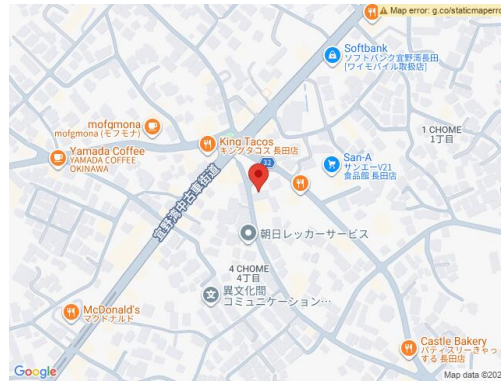 Map error: g.co/staticmaperro
Softbank
ソフトバンク宜野湾長田
[ワイモバイル取扱店]
mofgmona
mofgmona (モフモナ)
1 CHOME
1丁目
King Tacos
キングタコス 長田店
Yamada Coffee
YAMADA COFFEE
OKINAWA
32
San-A
サンエーV21
食品館 長田店
宜野湾中古車街道
朝日レッカーサービス
4 CHOME
4丁目
異文化間
コミュニケーション…
McDonald's
マクドナルド
Castle Bakery
パティスリーきゃっ
する 長田店
Google
Map data ©202